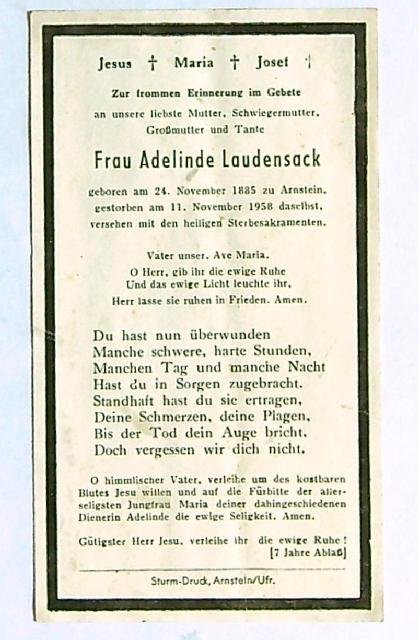 Jesus † Maria † Josef †
Zur frommen Erinnerung im Gebete
an unsere liebste Mutter, Schwiegermutter,
Großmutter und Tante
Frau Adelinde Laudensack
geboren am 24. November 1885 zu Arnstein,
gestorben am 11. November 1958 daselbst,
versehen mit den heiligen Sterbesakramenten.
Vater unser. Ave Maria.
O Herr, gib ihr die ewige Ruhe
Und das ewige Licht leuchte ihr,
Herr lasse sie ruhen in Frieden. Amen.
Du hast nun überwunden
Manche schwere, harte Stunden,
Manchen Tag und manche Nacht
Hast du in Sorgen zugebracht.
Standhaft hast du sie ertragen,
Deine Schmerzen, deine Plagen,
Bis der Tod dein Auge bricht,
Doch vergessen wir dich nicht.
O himmlischer Vater, verleihe um des kostbaren
Blutes Jesu willen und auf die Fürbitte der aller-
seligsten Jungfrau Maria deiner dahingeschiedenen
Dienerin Adelinde die ewige Seligkeit. Amen.
Gütigster Herr Jesu, verleihe ihr die ewige Ruhe!
[7 Jahre Ablaß]
Sturm-Druck, Arnstein/Ufr.